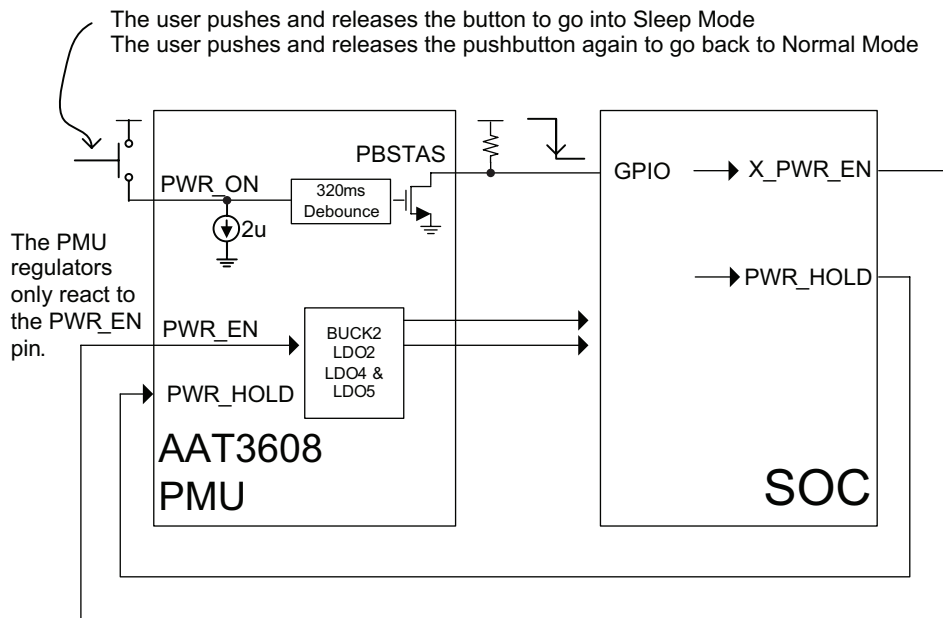 The user pushes and releases the button to go into Sleep Mode
The user pushes and releases the pushbutton again to go back to Normal Mode
PBSTAS
PWR_ON
320ms
Debounce
2u
GPIO
X_PWR_EN
The PMU
regulators
only react to
the PWR_EN
pin.
PWR_HOLD
PWR_EN
BUCK2
LDO2
LDO4 &
LDO5
PWR_HOLD
AAT3608
PMU
SOC